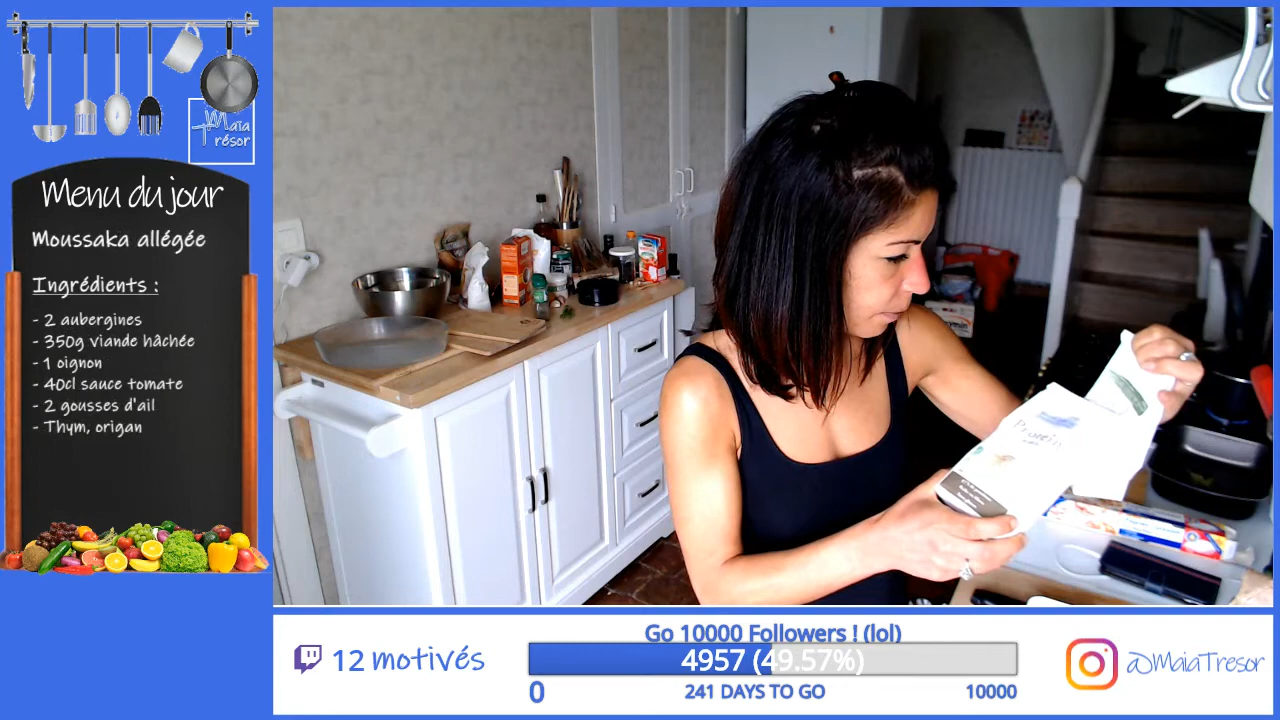 Maïa
Trésor
Menu du jour
Moussaka allégée
Ingrédients :
- 2 aubergines
- 350g viande hâchée
- 1 oignon
- 40cl sauce tomate
- 2 gousses d'ail
- Thym, origan
Protein
12 motivés
Go 10000 Followers ! (lol)
4957 (49.57%)
0
241 DAYS TO GO
10000
@MaiaTresor